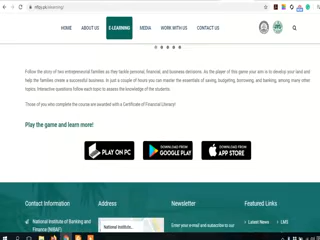 nflpy.pk/elearning/
HOME ABOUT US E-LEARNING MEDIA WORK WITH US CONTACT
Follow the story of two entrepreneurial families as they tackle personal, financial, and business decisions. As the player of this game your aim is to develop your land and
help the families create a successful business. In just a couple of hours you can master the essentials of saving, budgeting, borrowing, and banking, among many other
topics. Interactive questions follow each topic to assess the knowledge of the students.
Those of you who complete the course are awarded with a Certificate of Financial Literacy!
Play the game and learn more!
PLAY ON PC
DOWNLOAD FROM
GOOGLE PLAY
AVAILABLE ON THE
APP STORE
Contact Information Newsletter Featured Links
National Institute of Banking and
Finance (NIBAF)
National Institute...
Enter your e-mail and subscribe to our
Latest News LMS